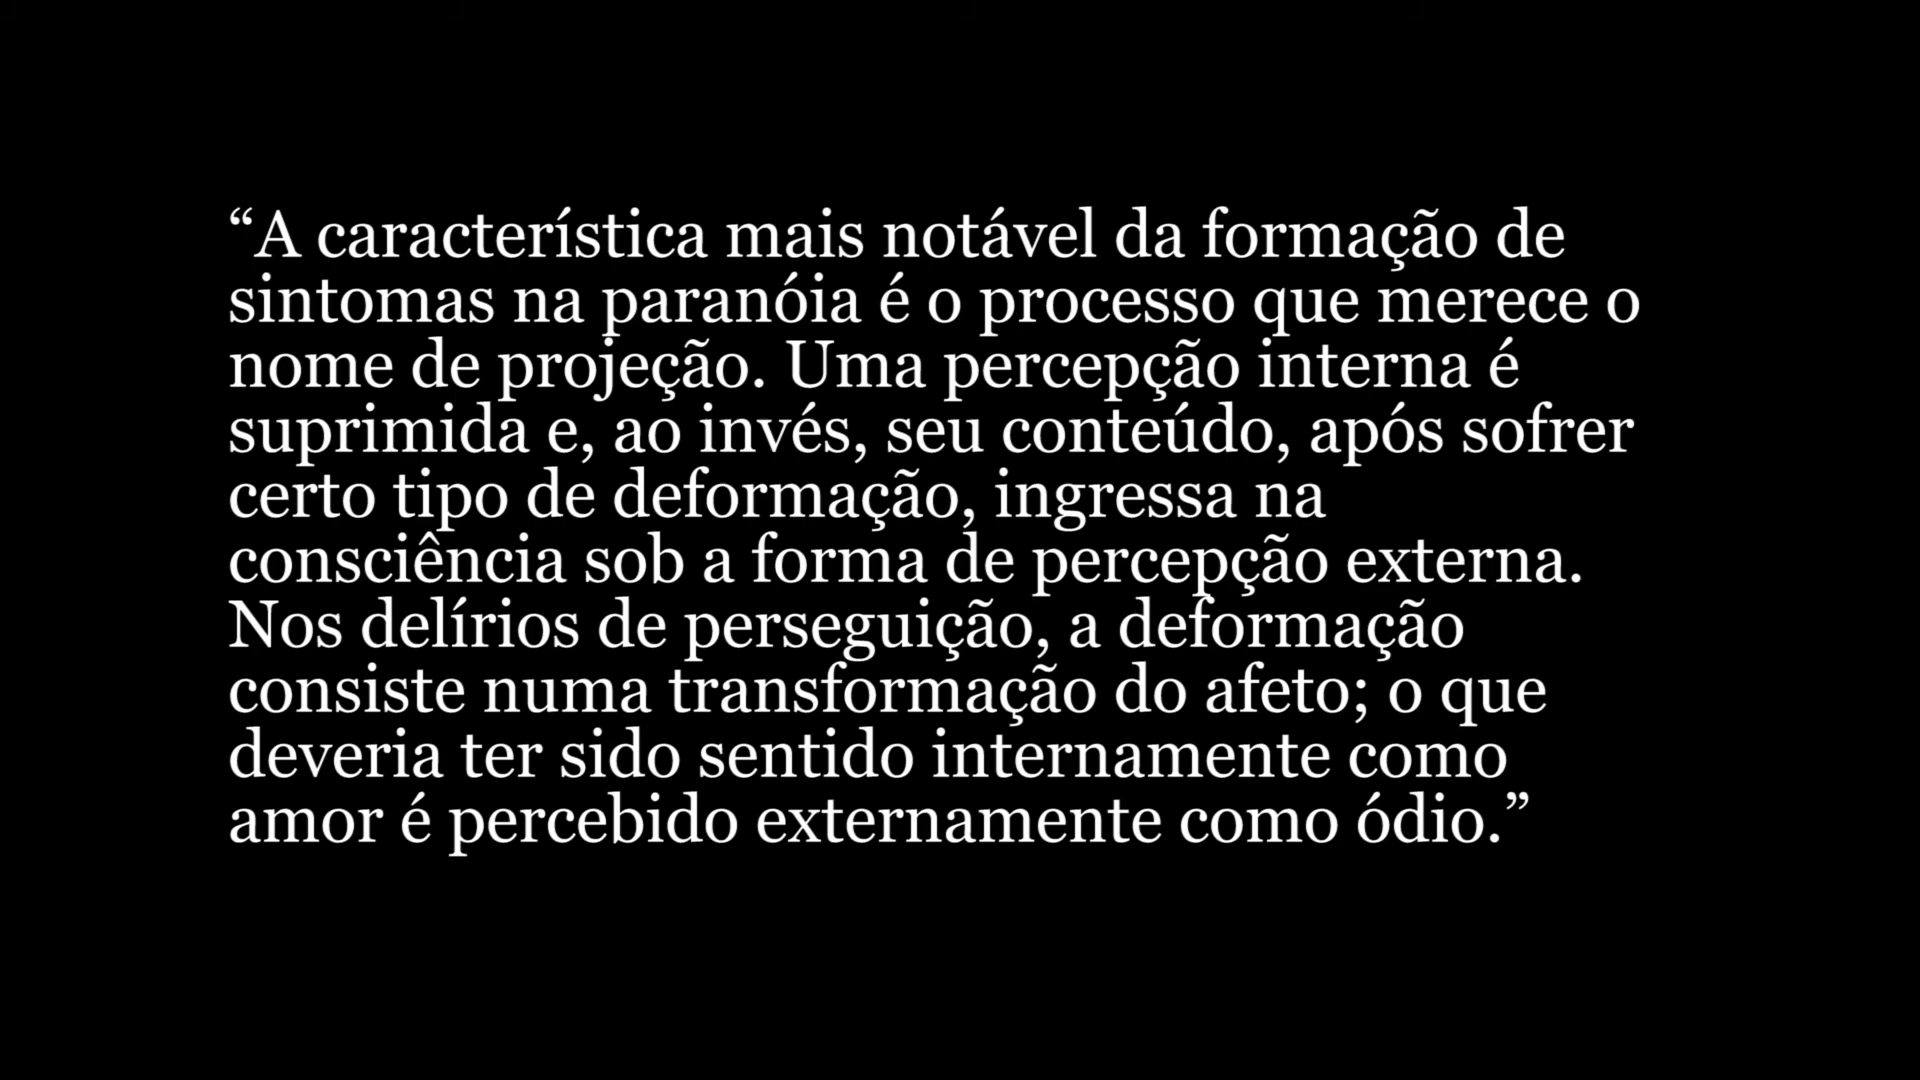 “A característica mais notável da formação de
sintomas na paranóia é o processo que merece o
nome de projeção. Uma percepção interna é
suprimida e, ao invés, seu conteúdo, após sofrer
certo tipo de deformação, ingressa na
consciência sob a forma de percepção externa.
Nos delírios de perseguição, a deformação
consiste numa transformação do afeto; o que
deveria ter sido sentido internamente como
amor é percebido externamente como ódio.”